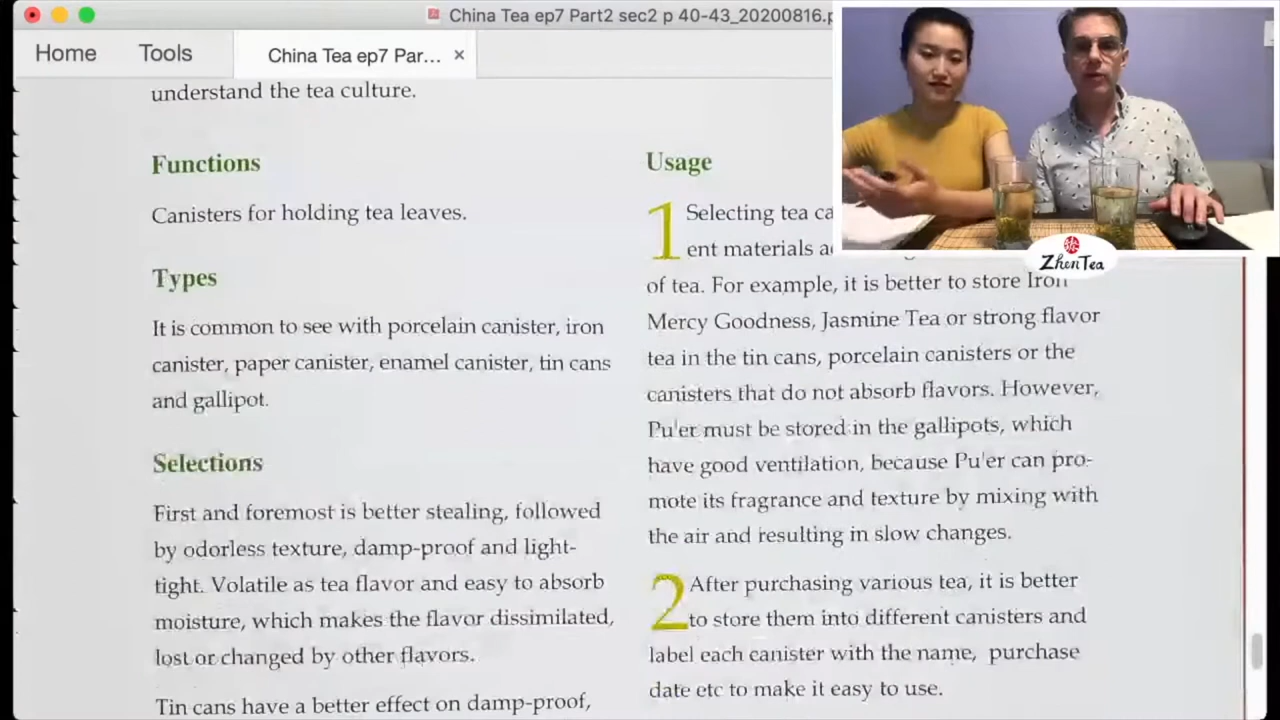 China Tea ep7 Part2 sec2 p 40-43_20200816.p
Home
Tools
China Tea ep7 Par... ×
understand the tea culture.
Functions
Canisters for holding tea leaves.
Types
It is common to see with porcelain canister, iron
canister, paper canister, enamel canister, tin cans
and gallipot.
Selections
First and foremost is better stealing, followed
by odorless texture, damp-proof and light-
tight. Volatile as tea flavor and easy to absorb
moisture, which makes the flavor dissimilated,
lost or changed by other flavors.
Tin cans have a better effect on damp-proof,
Usage
1 Selecting tea ca
ent materials a
of tea. For example, it is better to store Iron
Mercy Goodness, Jasmine Tea or strong flavor
tea in the tin cans, porcelain canisters or the
canisters that do not absorb flavors. However,
Pu'er must be stored in the gallipots, which
have good ventilation, because Pu'er can pro-
mote its fragrance and texture by mixing with
the air and resulting in slow changes.
2 After purchasing various tea, it is better
to store them into different canisters and
label each canister with the name, purchase
date etc to make it easy to use.
ZhenTea